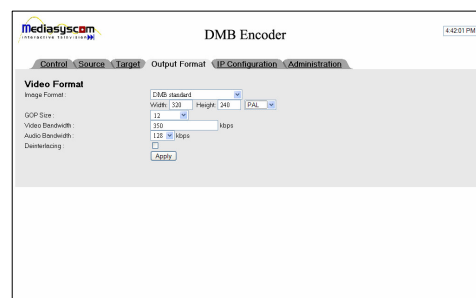 Mediasyscom
interactive television
DMB Encoder
4:42:01 PM
Control Source Target Output Format IP Configuration Administration
Video Format
Image Format :
DMB standard
Width: 320 Height: 240 PAL
GOP Size :
12
Video Bandwidth :
350 kbps
Audio Bandwidth :
128 kbps
Deinterlacing :
Apply